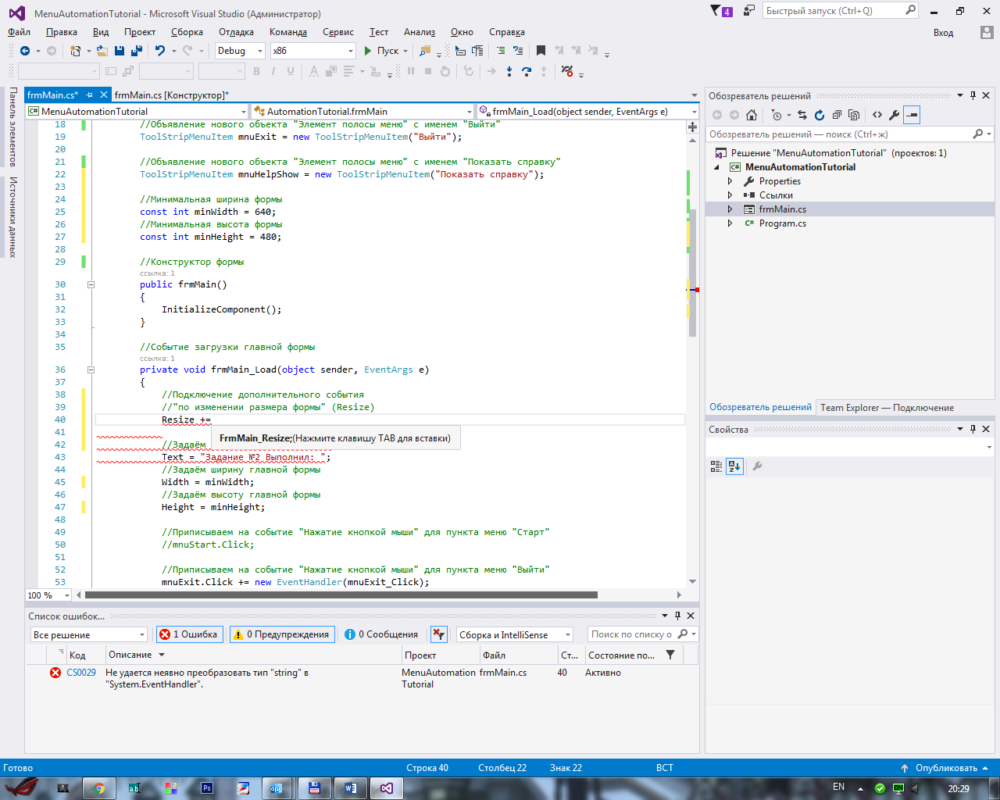 MenuAutomationTutorial - Microsoft Visual Studio (Администратор)
4
Быстрый запуск (Ctrl+Q)
Файл Правка Вид Проект Сборка Отладка Команда Сервис Тест Анализ Окно Справка
Вход
Debug x86 Пуск
Панель элементов
Источники данных
frmMain.cs* frmMain.cs [Конструктор]*
MenuAutomationTutorial AutomationTutorial.frmMain frmMain_Load(object sender, EventArgs e)
18 //Объявление нового объекта "Элемент полосы меню" с именем "Выйти"
19 ToolStripMenuItem mnuExit = new ToolStripMenuItem("Выйти");
20
21 //Объявление нового объекта "Элемент полосы меню" с именем "Показать справку"
22 ToolStripMenuItem mnuHelpShow = new ToolStripMenuItem("Показать справку");
23
24 //Минимальная ширина формы
25 const int minWidth = 640;
26 //Минимальная высота формы
27 const int minHeight = 480;
28
29 //Конструктор формы
ссылка: 1
30 public frmMain()
31 {
32 InitializeComponent();
33 }
34
35 //Событие загрузки главной формы
ссылка: 1
36 private void frmMain_Load(object sender, EventArgs e)
37 {
38 //Подключение дополнительного события
39 //"по изменении размера формы" (Resize)
40 Resize +=
41
FrmMain_Resize;(Нажмите клавишу TAB для вставки)
42 //Задаём
43 Text = "Задание №2 Выполнил: ";
44 //Задаём ширину главной формы
45 Width = minWidth;
46 //Задаём высоту главной формы
47 Height = minHeight;
48
49 //Приписываем на событие "Нажатие кнопкой мыши" для пункта меню "Старт"
50 //mnuStart.Click;
51
52 //Приписываем на событие "Нажатие кнопкой мыши" для пункта меню "Выйти"
53 mnuExit.Click += new EventHandler(mnuExit_Click);
100 %
Список ошибок...
Все решение 1 Ошибка 0 Предупреждения 0 Сообщения Сборка и IntelliSense Поиск по списку о
Код Описание Проект Файл Ст... Состояние по...
CS0029 Не удается неявно преобразовать тип "string" в "System.EventHandler". MenuAutomation Tutorial frmMain.cs 40 Активно
Обозреватель решений
Обозреватель решений — поиск (Ctrl+ж)
Решение "MenuAutomationTutorial" (проектов: 1)
MenuAutomationTutorial
Properties
Ссылки
frmMain.cs
Program.cs
Обозреватель решений Team Explorer — Подключение
Свойства
Готово Строка 40 Столбец 22 Знак 22 ВСТ Опубликовать
EN 20:29